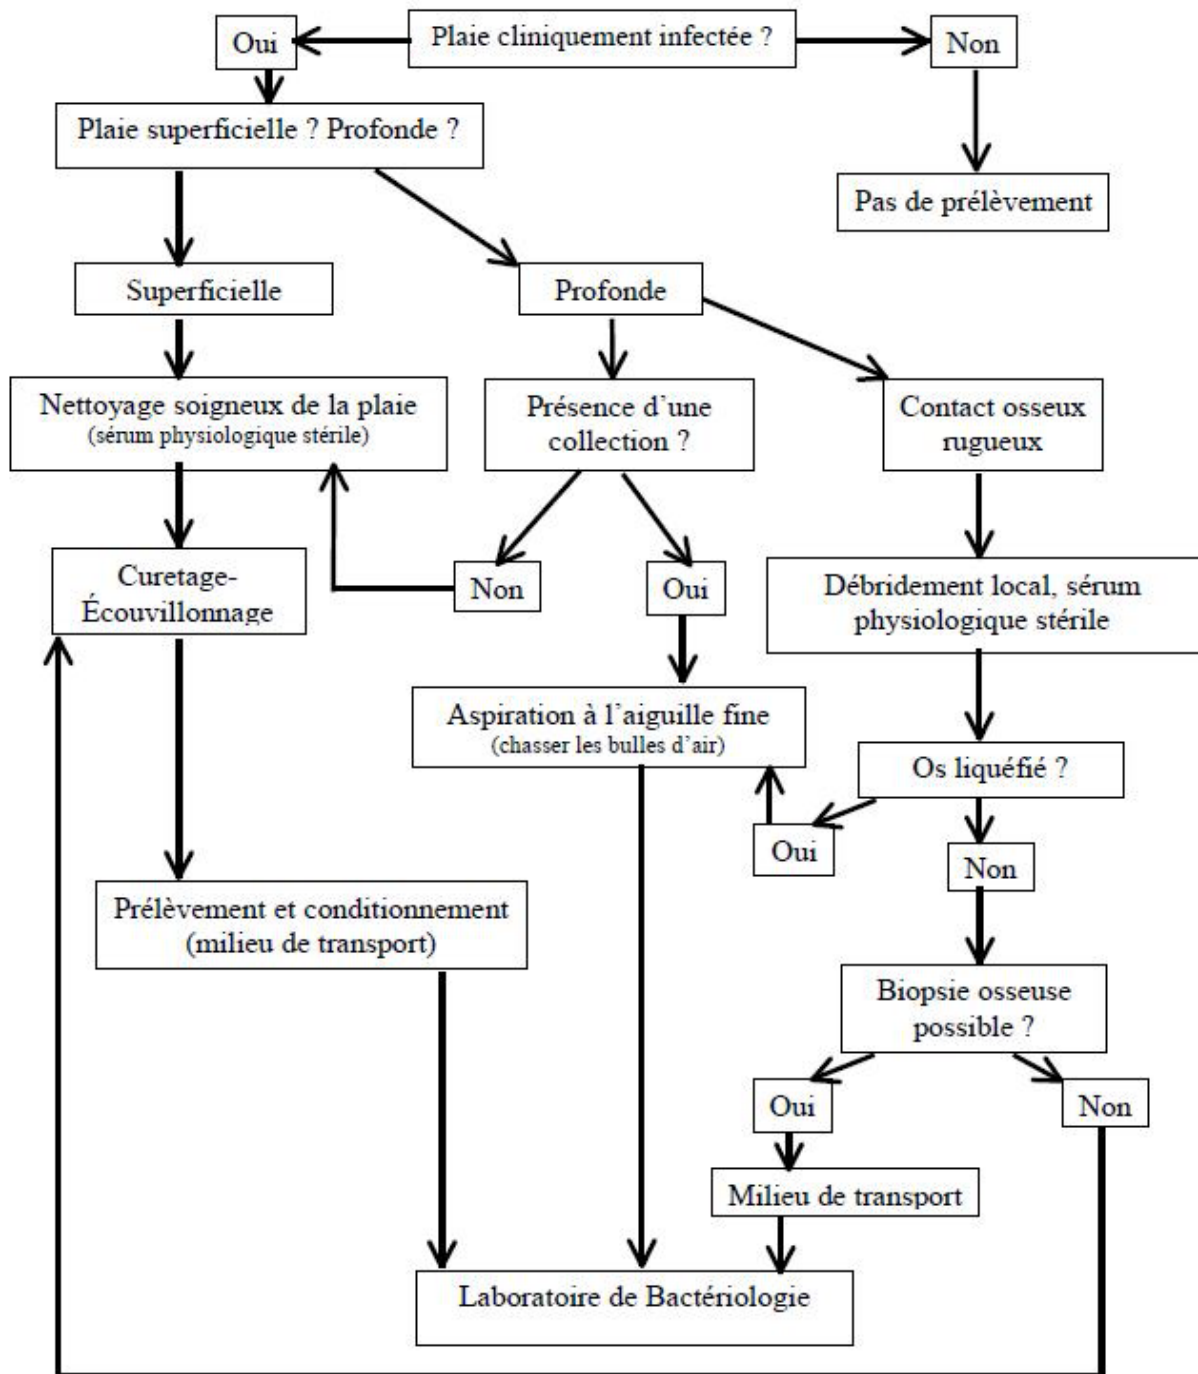 Plaie cliniquement infectée ?
Oui
Non
Plaie superficielle ? Profonde ?
Pas de prélèvement
Superficielle
Profonde
Nettoyage soigneux de la plaie
(sérum physiologique stérile)
Présence d'une
collection ?
Contact osseux
rugueux
Curetage-
Écouvillonnage
Non
Oui
Débridement local, sérum
physiologique stérile
Aspiration à l'aiguille fine
(chasser les bulles d'air)
Os liquéfié ?
Oui
Non
Prélèvement et conditionnement
(milieu de transport)
Biopsie osseuse
possible ?
Oui
Non
Milieu de transport
Laboratoire de Bactériologie